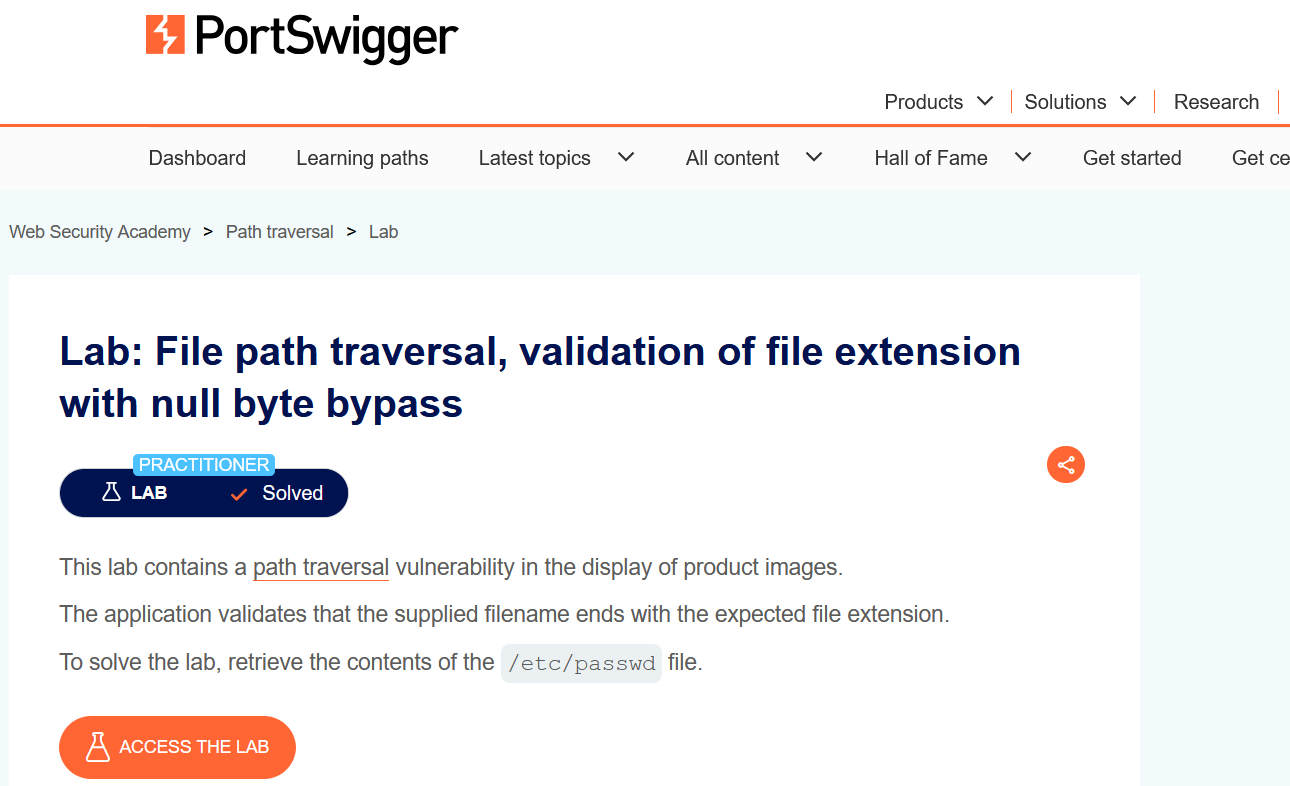 PortSwigger
Products
Solutions
Research
Dashboard
Learning paths
Latest topics
All content
Hall of Fame
Get started
Get ce
Web Security Academy > Path traversal > Lab
Lab: File path traversal, validation of file extension
with null byte bypass
PRACTITIONER
LAB
Solved
This lab contains a path traversal vulnerability in the display of product images.
The application validates that the supplied filename ends with the expected file extension.
To solve the lab, retrieve the contents of the /etc/passwd file.
ACCESS THE LAB